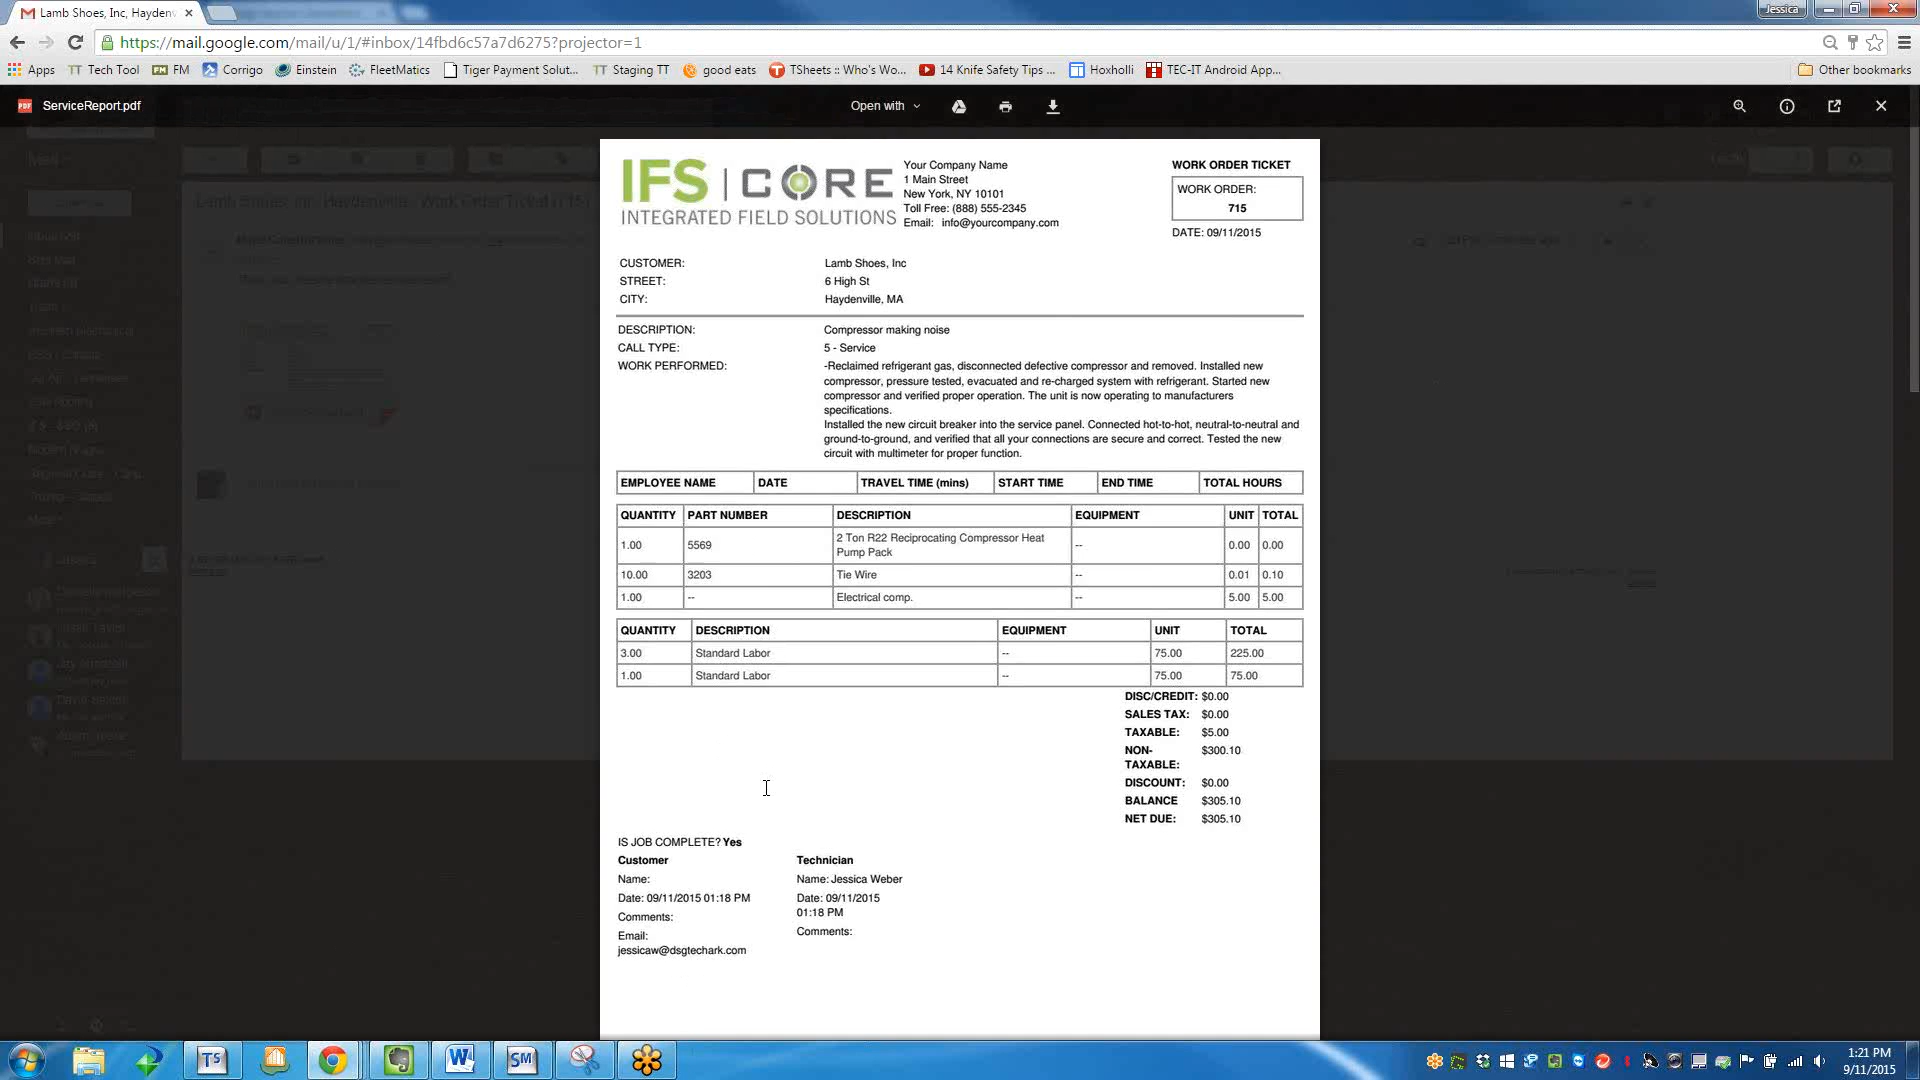 Lamb Shoes, Inc, Haydenv
Jessica
https://mail.google.com/mail/u/1/#inbox/14fbd6c57a7d6275?projector=1
Apps TT Tech Tool FM FM Corrigo Einstein FleetMatics Tiger Payment Solut... TT Staging TT good eats TSheets :: Who's Wo... 14 Knife Safety Tips ... Hoxholli TEC-IT Android App... Other bookmarks
PDF ServiceReport.pdf Open with
IFS | CORE
INTEGRATED FIELD SOLUTIONS
Your Company Name
1 Main Street
New York, NY 10101
Toll Free: (888) 555-2345
Email: info@yourcompany.com
WORK ORDER TICKET
WORK ORDER:
715
DATE: 09/11/2015
CUSTOMER: Lamb Shoes, Inc
STREET: 6 High St
CITY: Haydenville, MA
DESCRIPTION: Compressor making noise
CALL TYPE: 5 - Service
WORK PERFORMED: -Reclaimed refrigerant gas, disconnected defective compressor and removed. Installed new
compressor, pressure tested, evacuated and re-charged system with refrigerant. Started new
compressor and verified proper operation. The unit is now operating to manufacturers
specifications.
Installed the new circuit breaker into the service panel. Connected hot-to-hot, neutral-to-neutral and
ground-to-ground, and verified that all your connections are secure and correct. Tested the new
circuit with multimeter for proper function.
EMPLOYEE NAME DATE TRAVEL TIME (mins) START TIME END TIME TOTAL HOURS
QUANTITY PART NUMBER DESCRIPTION EQUIPMENT UNIT TOTAL
1.00 5569 2 Ton R22 Reciprocating Compressor Heat Pump Pack -- 0.00 0.00
10.00 3203 Tie Wire -- 0.01 0.10
1.00 -- Electrical comp. -- 5.00 5.00
QUANTITY DESCRIPTION EQUIPMENT UNIT TOTAL
3.00 Standard Labor -- 75.00 225.00
1.00 Standard Labor -- 75.00 75.00
DISC/CREDIT: $0.00
SALES TAX: $0.00
TAXABLE: $5.00
NON- $300.10
TAXABLE:
DISCOUNT: $0.00
BALANCE $305.10
NET DUE: $305.10
IS JOB COMPLETE? Yes
Customer
Name:
Date: 09/11/2015 01:18 PM
Comments:
Email:
jessicaw@dsgtechark.com
Technician
Name: Jessica Weber
Date: 09/11/2015
01:18 PM
Comments:
TS W SM
1:21 PM
9/11/2015